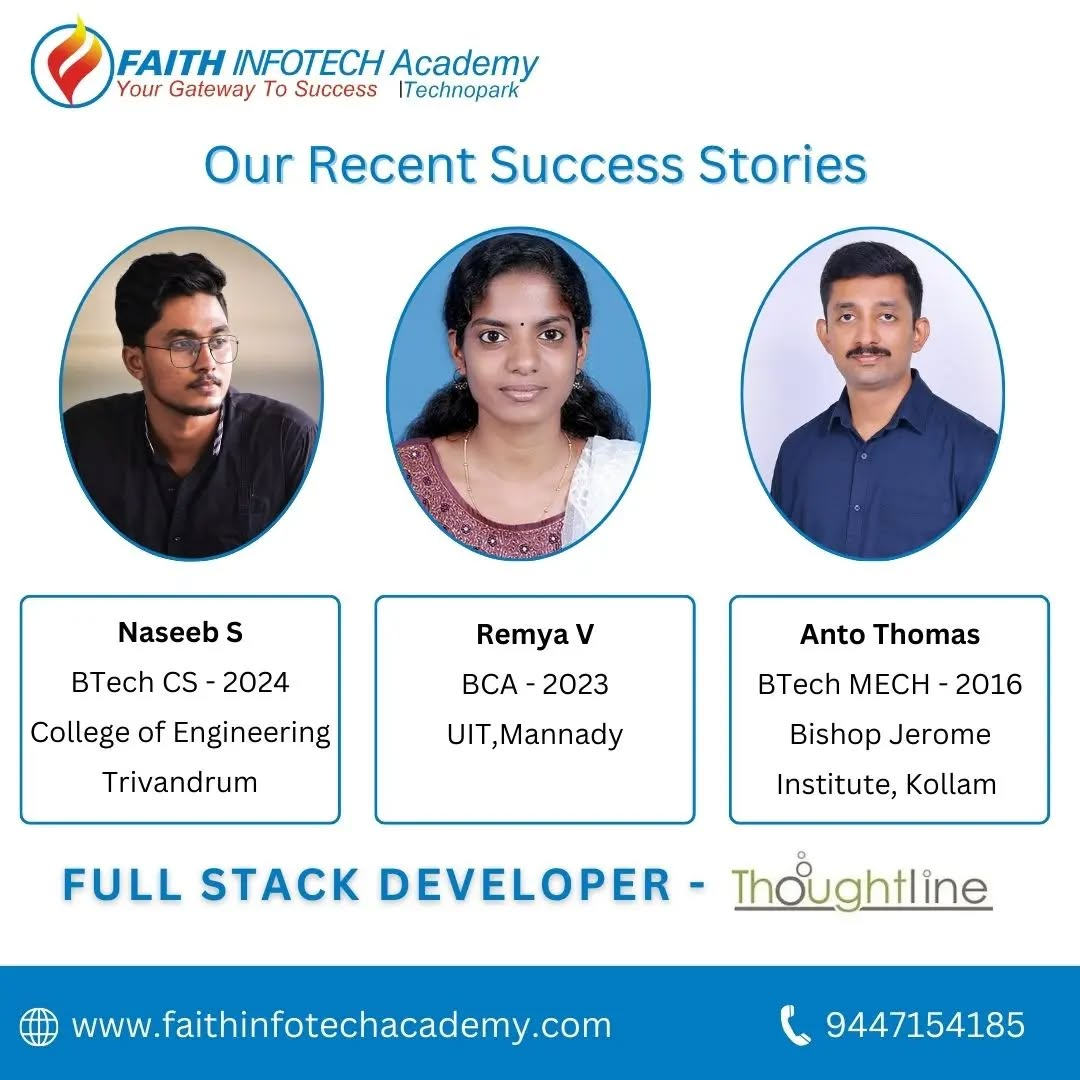 FAITH INFOTECH Academy
Your Gateway To Success |Technopark
Our Recent Success Stories
Naseeb S
BTech CS - 2024
College of Engineering
Trivandrum
Remya V
BCA - 2023
UIT,Mannady
Anto Thomas
BTech MECH - 2016
Bishop Jerome
Institute, Kollam
FULL STACK DEVELOPER - Thoughtline
www.faithinfotechacademy.com
9447154185